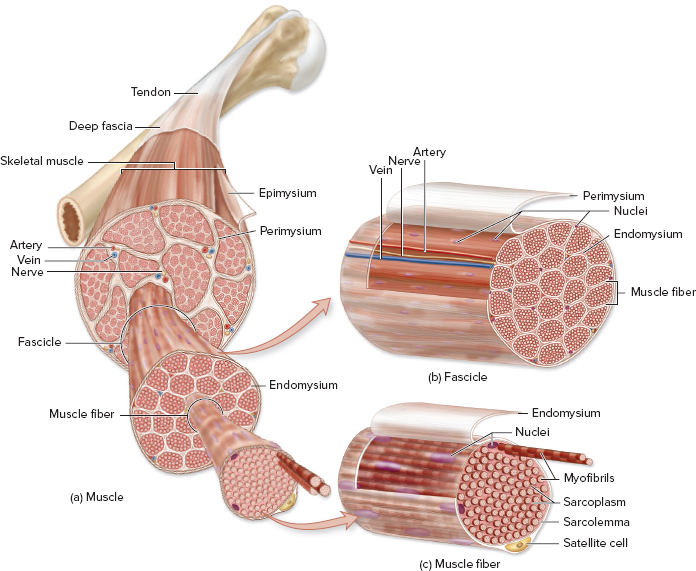 Tendon
Deep fascia
Skeletal muscle
Epimysium
Perimysium
Artery
Vein
Nerve
Fascicle
Endomysium
Muscle fiber
(a) Muscle
Artery
Nerve
Vein
Perimysium
Nuclei
Endomysium
Muscle fiber
(b) Fascicle
Endomysium
Nuclei
Myofibrils
Sarcoplasm
Sarcolemma
Satellite cell
(c) Muscle fiber